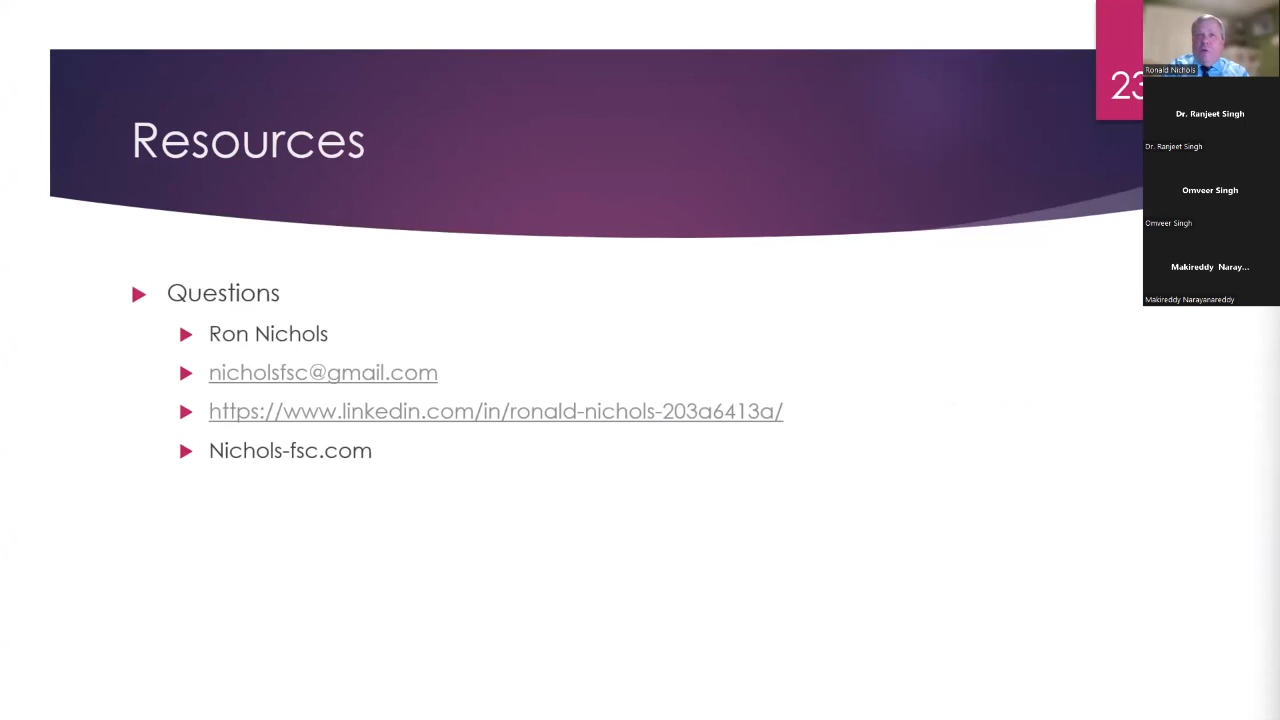 Resources
23
Questions
Ron Nichols
nicholsfsc@gmail.com
https://www.linkedin.com/in/ronald-nichols-203a6413a/
Nichols-fsc.com
Ronald Nichols
Dr. Ranjeet Singh
Dr. Ranjeet Singh
Omveer Singh
Omveer Singh
Makireddy Naray...
Makireddy Narayanareddy